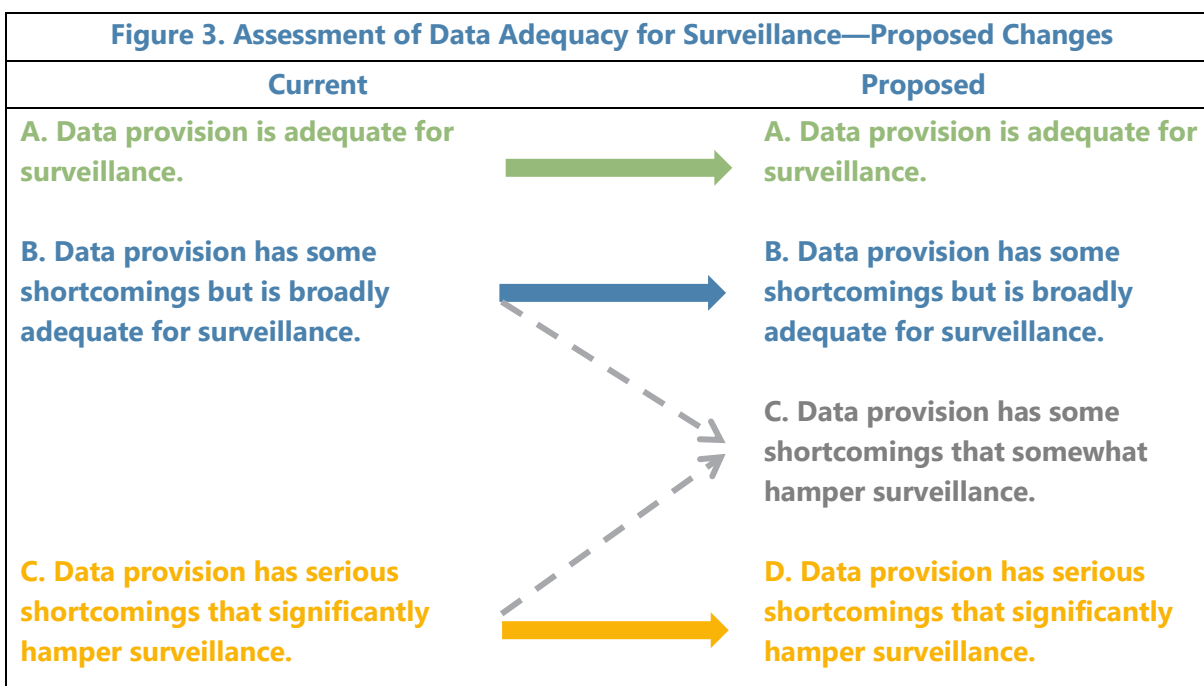 Figure 3. Assessment of Data Adequacy for Surveillance—Proposed Changes
Current
Proposed
A. Data provision is adequate for
surveillance.
A. Data provision is adequate for
surveillance.
B. Data provision has some
shortcomings but is broadly
adequate for surveillance.
B. Data provision has some
shortcomings but is broadly
adequate for surveillance.
C. Data provision has some
shortcomings that somewhat
hamper surveillance.
C. Data provision has serious
shortcomings that significantly
hamper surveillance.
D. Data provision has serious
shortcomings that significantly
hamper surveillance.